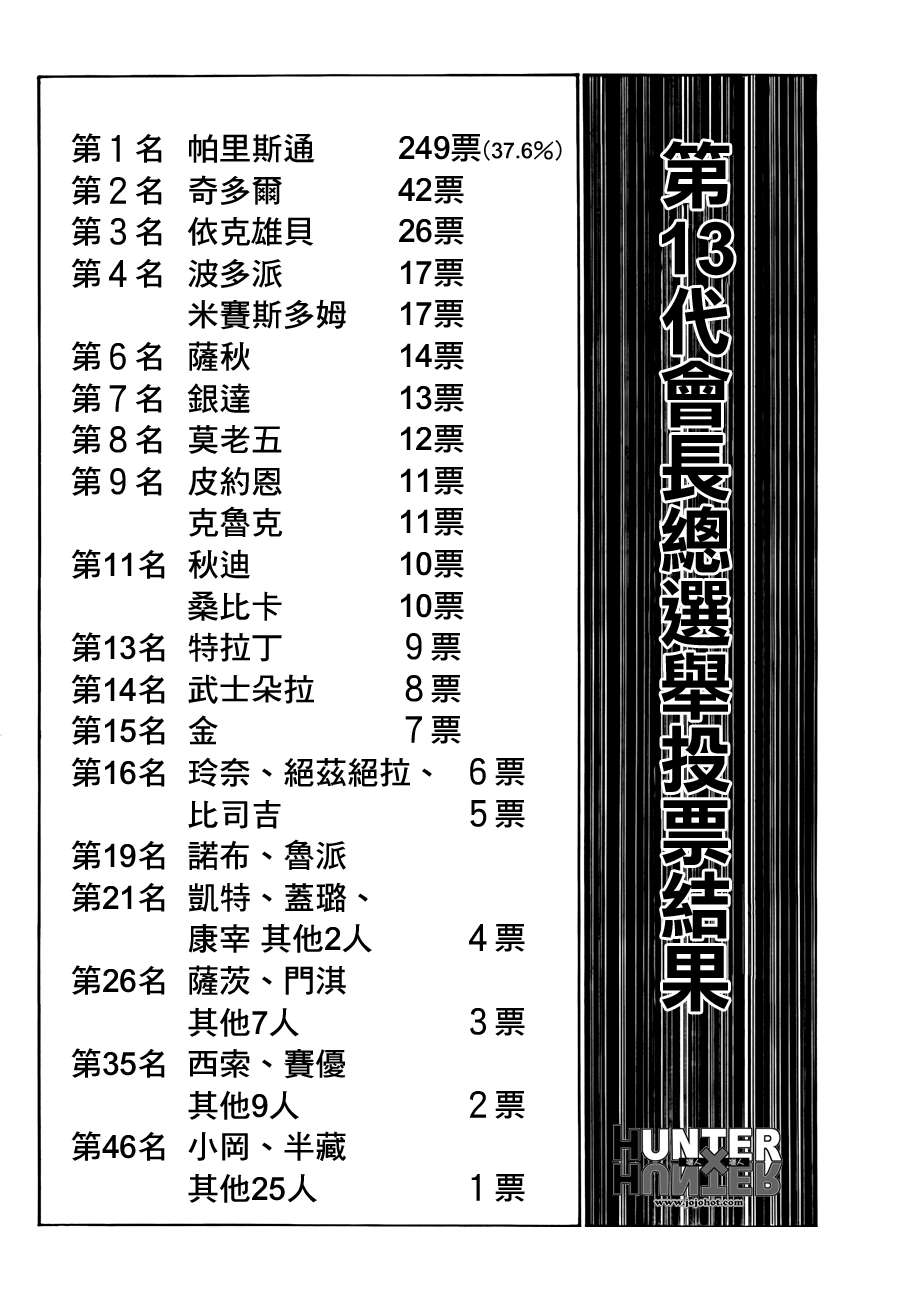 第13代會長總選舉投票結果
第1名 帕里斯通 249票(37.6%)
第2名 奇多爾 42票
第3名 依克雄貝 26票
第4名 波多派 17票
米賽斯多姆 17票
第6名 薩秋 14票
第7名 銀達 13票
第8名 莫老五 12票
第9名 皮約恩 11票
克魯克 11票
第11名 秋迪 10票
桑比卡 10票
第13名 特拉丁 9票
第14名 武士朵拉 8票
第15名 金 7票
第16名 玲奈、絕茲絕拉、 6票
比司吉 5票
第19名 諾布、魯派
第21名 凱特、蓋璐、
康宰 其他2人 4票
第26名 薩茨、門淇
其他7人 3票
第35名 西索、賽優
其他9人 2票
第46名 小岡、半藏
其他25人 1票
HUNTER
×
HUNTER
獵人 獵人
www.jojohot.com